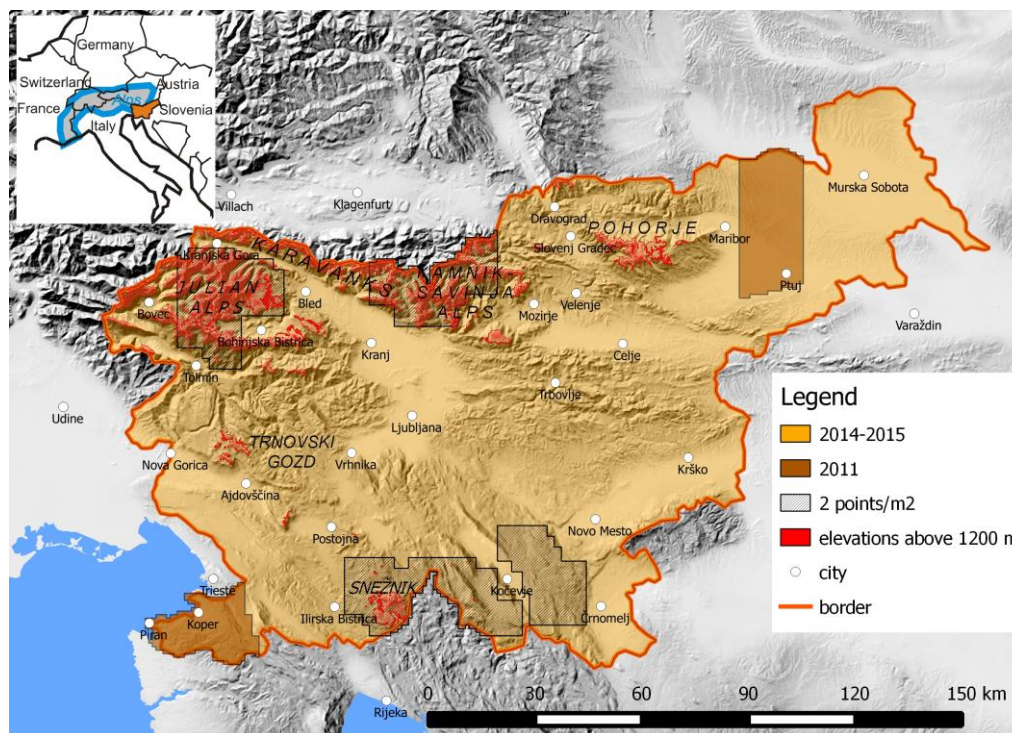 Germany
Switzerland
Austria
France
Alps
Slovenia
Italy
Villach
Klagenfurt
Murska Sobota
Dravograd
POHORJE
Maribor
Slovenj Gradec
Kranjska Gora
KARAVANKS
KAMNIK
SAVINJA
ALPS
JULIAN
ALPS
Ptuj
Bled
Velenje
Bovec
Mozirje
Varaždin
Bohinjska Bistrica
Kranj
Celje
Tolmin
Trbovlje
Udine
Ljubljana
TRNOVSKI
GOZD
Nova Gorica
Vrhnika
Krško
Ajdovščina
Postojna
Novo Mesto
SNEŽNIK
Trieste
Kočevje
Koper
Ilirska Bistrica
Črnomelj
Piran
Rijeka
Legend
2014-2015
2011
2 points/m2
elevations above 1200 m
city
border
0 30 60 90 120 150 km